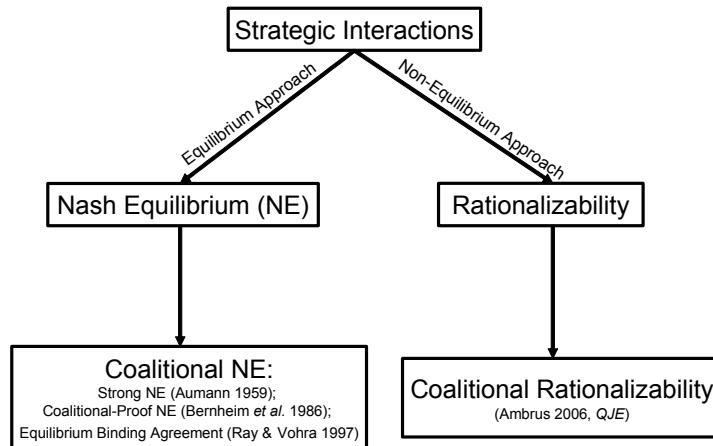 Strategic Interactions
Equilibrium Approach
Non-Equilibrium Approach
Nash Equilibrium (NE)
Rationalizability
Coalitional NE:
Strong NE (Aumann 1959);
Coalitional-Proof NE (Bernheim et al. 1986);
Equilibrium Binding Agreement (Ray & Vohra 1997)
Coalitional Rationalizability
(Ambrus 2006, QJE)